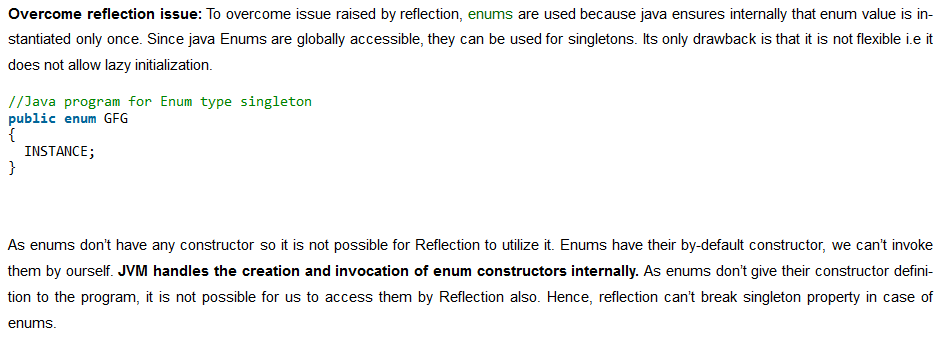 Overcome reflection issue: To overcome issue raised by reflection, enums are used because java ensures internally that enum value is in-
stantiated only once. Since java Enums are globally accessible, they can be used for singletons. Its only drawback is that it is not flexible i.e it
does not allow lazy initialization.
//Java program for Enum type singleton
public enum GFG
{
  INSTANCE;
}
As enums don’t have any constructor so it is not possible for Reflection to utilize it. Enums have their by-default constructor, we can’t invoke
them by ourself. JVM handles the creation and invocation of enum constructors internally. As enums don’t give their constructor defini-
tion to the program, it is not possible for us to access them by Reflection also. Hence, reflection can’t break singleton property in case of
enums.